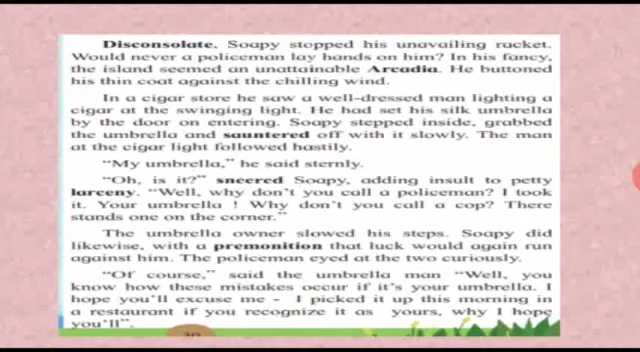 Disconsolate, Soapy stopped his unavailing racket.
Would never a policeman lay hands on him? In his fancy,
the island seemed an unattainable Arcadia. He buttoned
his thin coat against the chilling wind.
In a cigar store he saw a well-dressed man lighting a
cigar at the swinging light. He had set his silk umbrella
by the door on entering. Soapy stepped inside, grabbed
the umbrella and sauntered off with it slowly. The man
at the cigar light followed hastily.
"My umbrella," he said sternly.
"Oh, is it?" sneered Soapy, adding insult to petty
larceny. "Well, why don't you call a policeman? I took
it. Your umbrella ! Why don't you call a cop? There
stands one on the corner."
The umbrella owner slowed his steps. Soapy did
likewise, with a premonition that luck would again run
against him. The policeman eyed at the two curiously.
"Of course," said the umbrella man "Well, you
know how these mistakes occur if it's your umbrella. I
hope you'll excuse me - I picked it up this morning in
a restaurant if you recognize it as yours, why I hope
you'll".